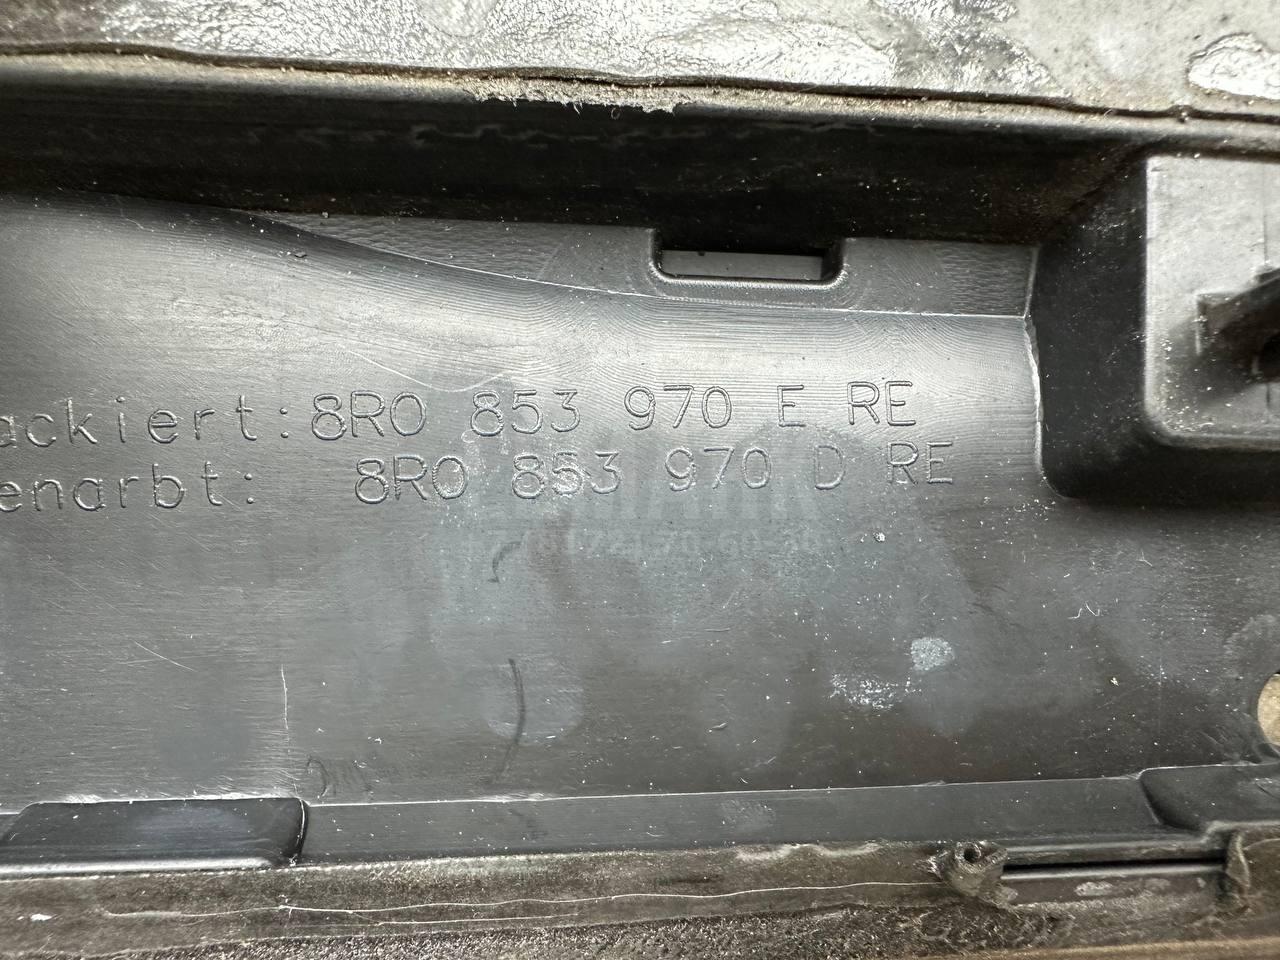 ackiert: 8R0 853 970 E RE
enarbt: 8R0 853 970 D RE